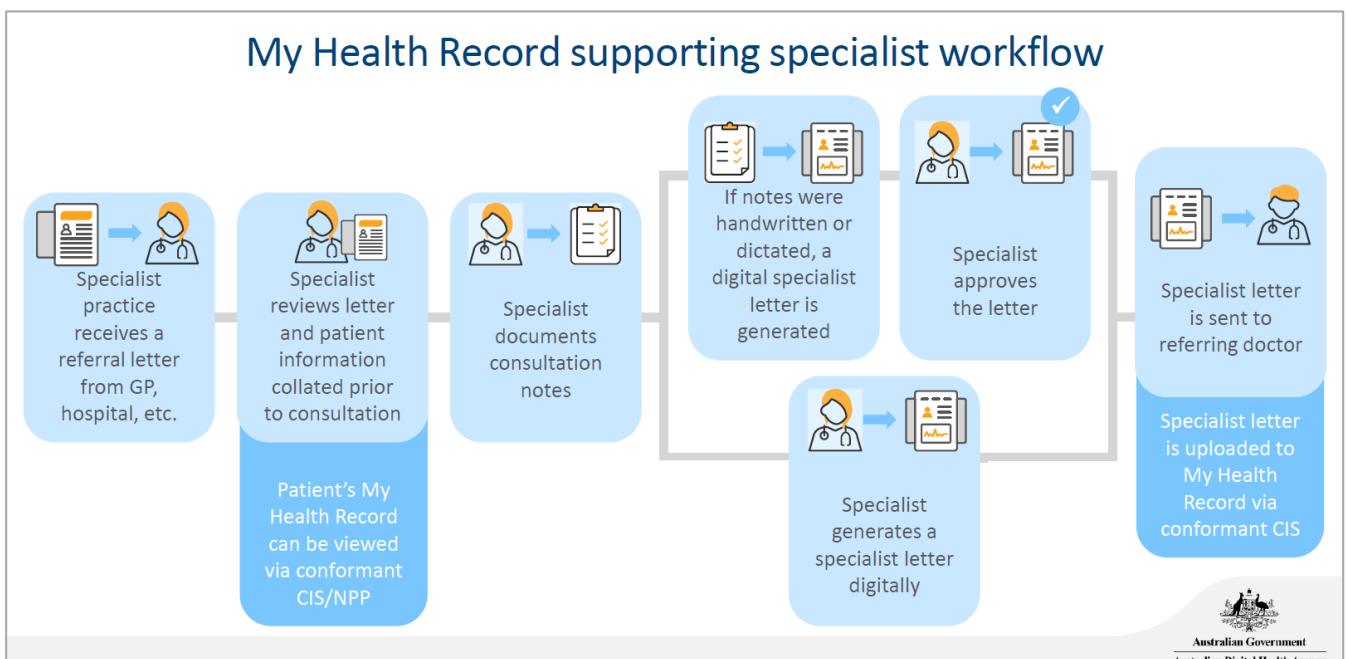 My Health Record supporting specialist workflow
Specialist
practice
receives a
referral letter
from GP,
hospital, etc.
Specialist
reviews letter
and patient
information
collated prior
to consultation
Patient's My
Health Record
can be viewed
via conformant
CIS/NPP
Specialist
documents
consultation
notes
If notes were
handwritten or
dictated, a
digital specialist
letter is
generated
Specialist
approves
the letter
Specialist
generates a
specialist letter
digitally
Specialist letter
is sent to
referring doctor
Specialist letter
is uploaded to
My Health
Record via
conformant CIS
Australian Government
Australian Digital Health Agency